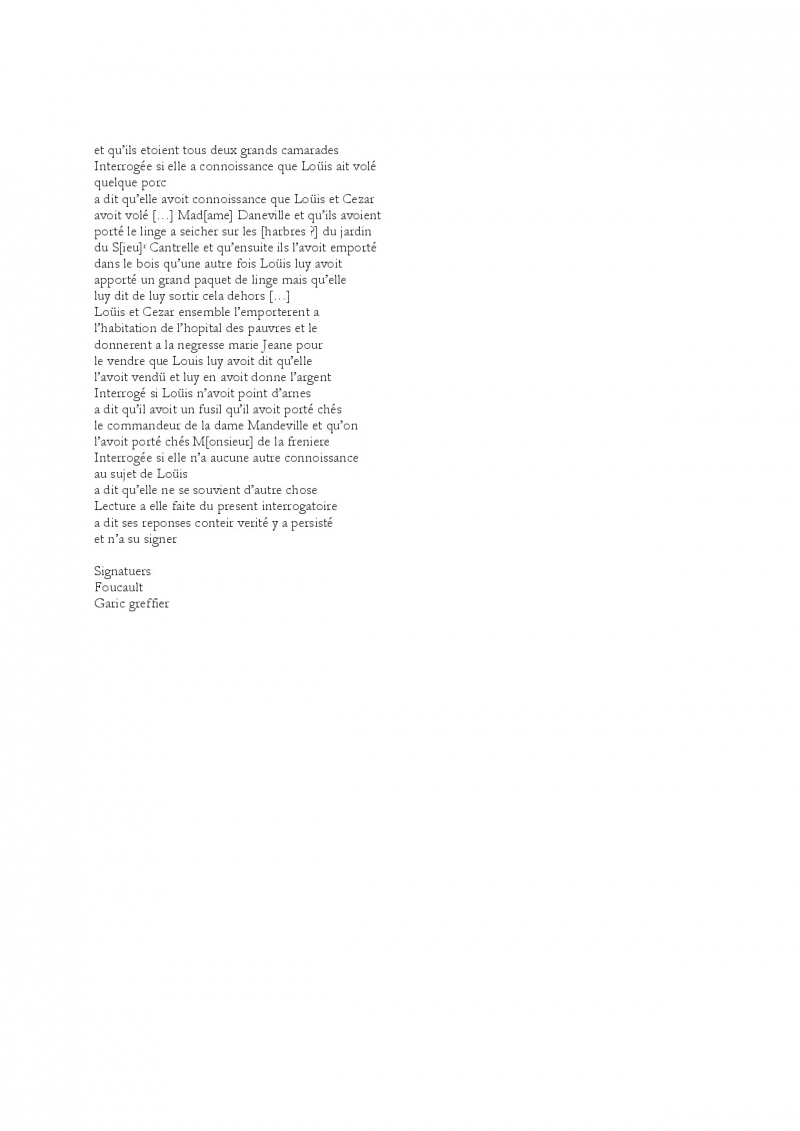 et qu'ils etoient tous deux grands camarades
Interrogée si elle a connoissance que Loüis ait volé
quelque porc
a dit qu'elle avoit connoissance que Loüis et Cezar
avoit volé [...] Mad[ame] Daneville et qu'ils avoient
porté le linge a seicher sur les [harbres ?] du jardin
du S[ieu]ʳ Cantrelle et qu'ensuite ils l'avoit emporté
dans le bois qu'une autre fois Loüis luy avoit
apporté un grand paquet de linge mais qu'elle
luy dit de luy sortir cela dehors [...]
Loüis et Cezar ensemble l'emporterent a
l'habitation de l'hopital des pauvres et le
donnerent a la negresse marie Jeane pour
le vendre que Louis luy avoit dit qu'elle
l'avoit vendü et luy en avoit donne l'argent
Interrogé si Loüis n'avoit point d'arnes
a dit qu'il avoit un fusil qu'il avoit porté chés
le commandeur de la dame Mandeville et qu'on
l'avoit porté chés M[onsieur] de la freniere
Interrogée si elle n'a aucune autre connoissance
au sujet de Loüis
a dit qu'elle ne se souvient d'autre chose
Lecture a elle faite du present interrogatoire
a dit ses reponses conteir verité y a persisté
et n'a su signer
Signatuers
Foucault
Garic greffier